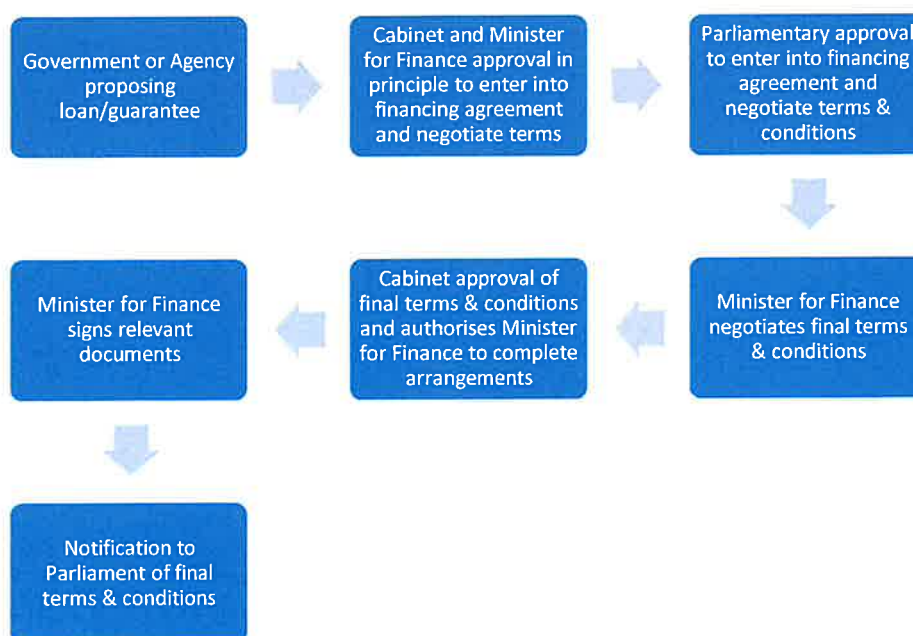 Government or Agency
proposing
loan/guarantee
Cabinet and Minister
for Finance approval in
principle to enter into
financing agreement
and negotiate terms
Parliamentary approval
to enter into financing
agreement and
negotiate terms &
conditions
Minister for Finance
negotiates final terms
& conditions
Cabinet approval of
final terms & conditions
and authorises Minister
for Finance to complete
arrangements
Minister for Finance
signs relevant
documents
Notification to
Parliament of final
terms & conditions